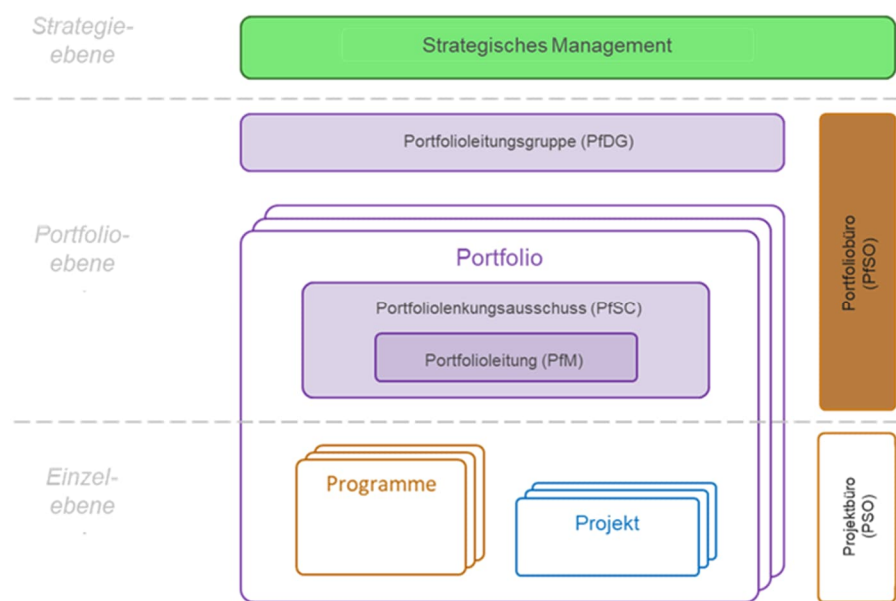 Strategie-
ebene
Strategisches Management
Portfolioleitungsgruppe (PfDG)
Portfolio-
ebene
.
Portfolio
Portfoliolenkungsausschuss (PfSC)
Portfolioleitung (PfM)
Portfoliobüro
(PfSO)
Einzel-
ebene
.
Programme
Projekt
Projektbüro
(PSO)